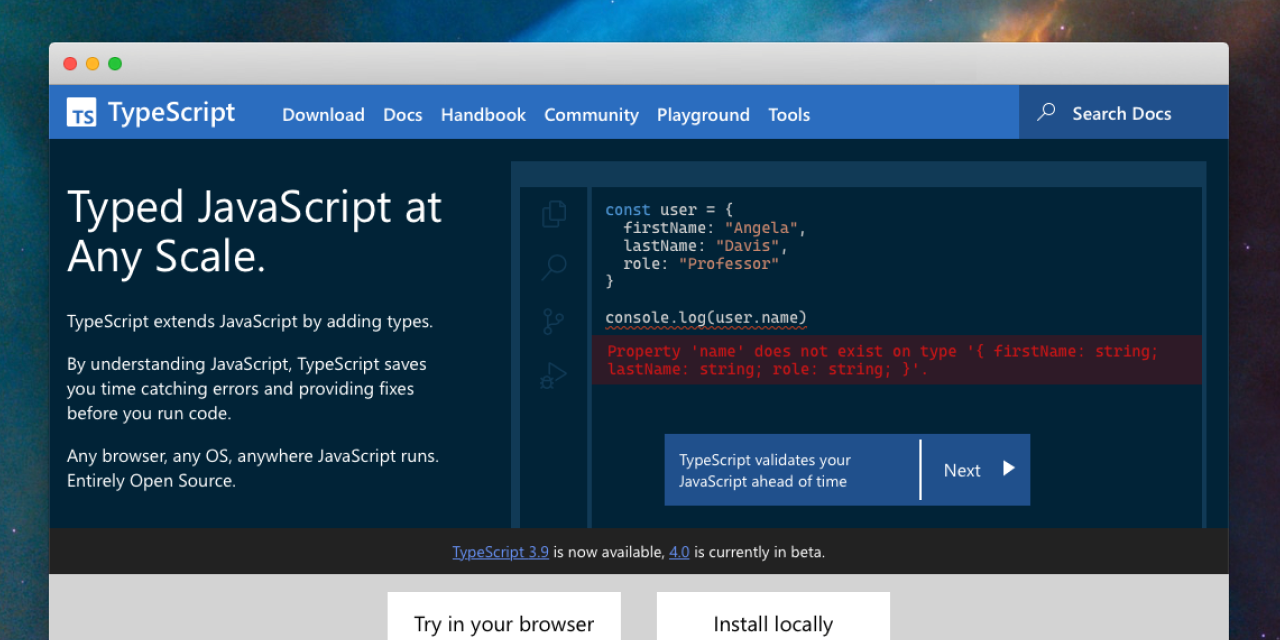 TS TypeScript Download Docs Handbook Community Playground Tools Search Docs
Typed JavaScript at
Any Scale.
TypeScript extends JavaScript by adding types.
By understanding JavaScript, TypeScript saves
you time catching errors and providing fixes
before you run code.
Any browser, any OS, anywhere JavaScript runs.
Entirely Open Source.
const user = {
  firstName: "Angela",
  lastName: "Davis",
  role: "Professor"
}
console.log(user.name)
Property 'name' does not exist on type '{ firstName: string;
lastName: string; role: string; }'.
TypeScript validates your
JavaScript ahead of time
Next
TypeScript 3.9 is now available, 4.0 is currently in beta.
Try in your browser
Install locally